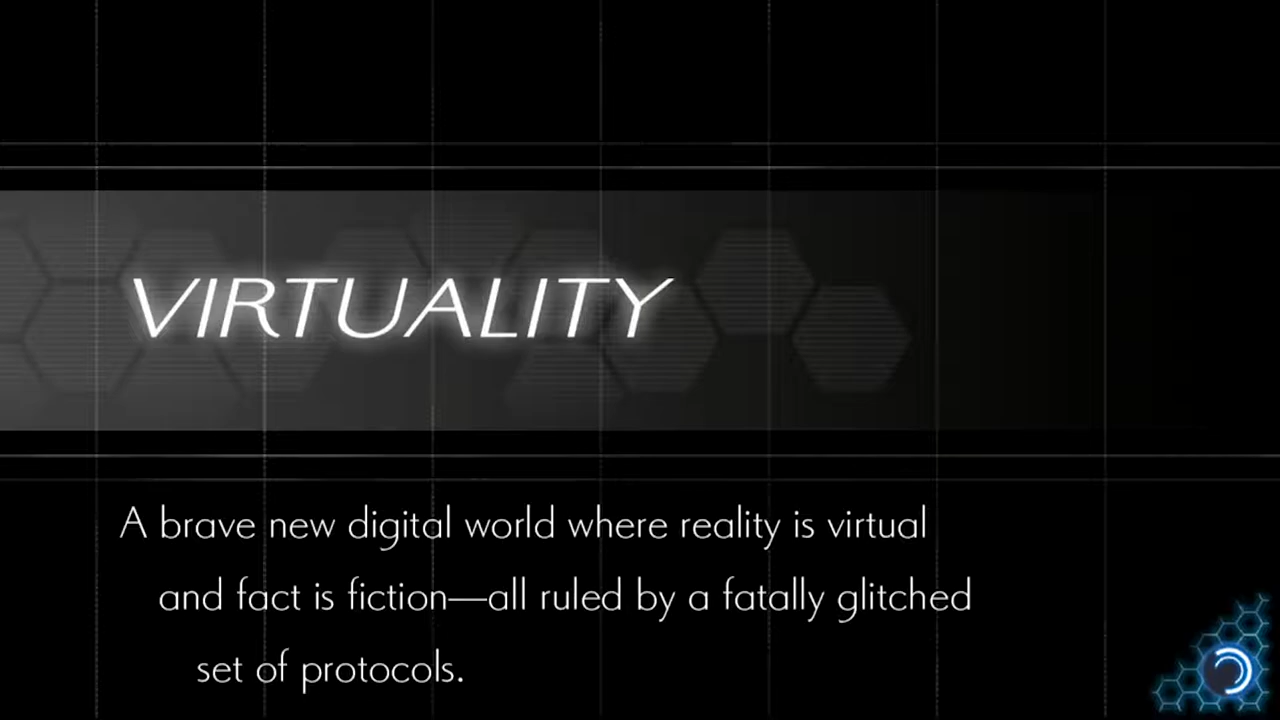 VIRTUALITY
A brave new digital world where reality is virtual
and fact is fiction—all ruled by a fatally glitched
set of protocols.